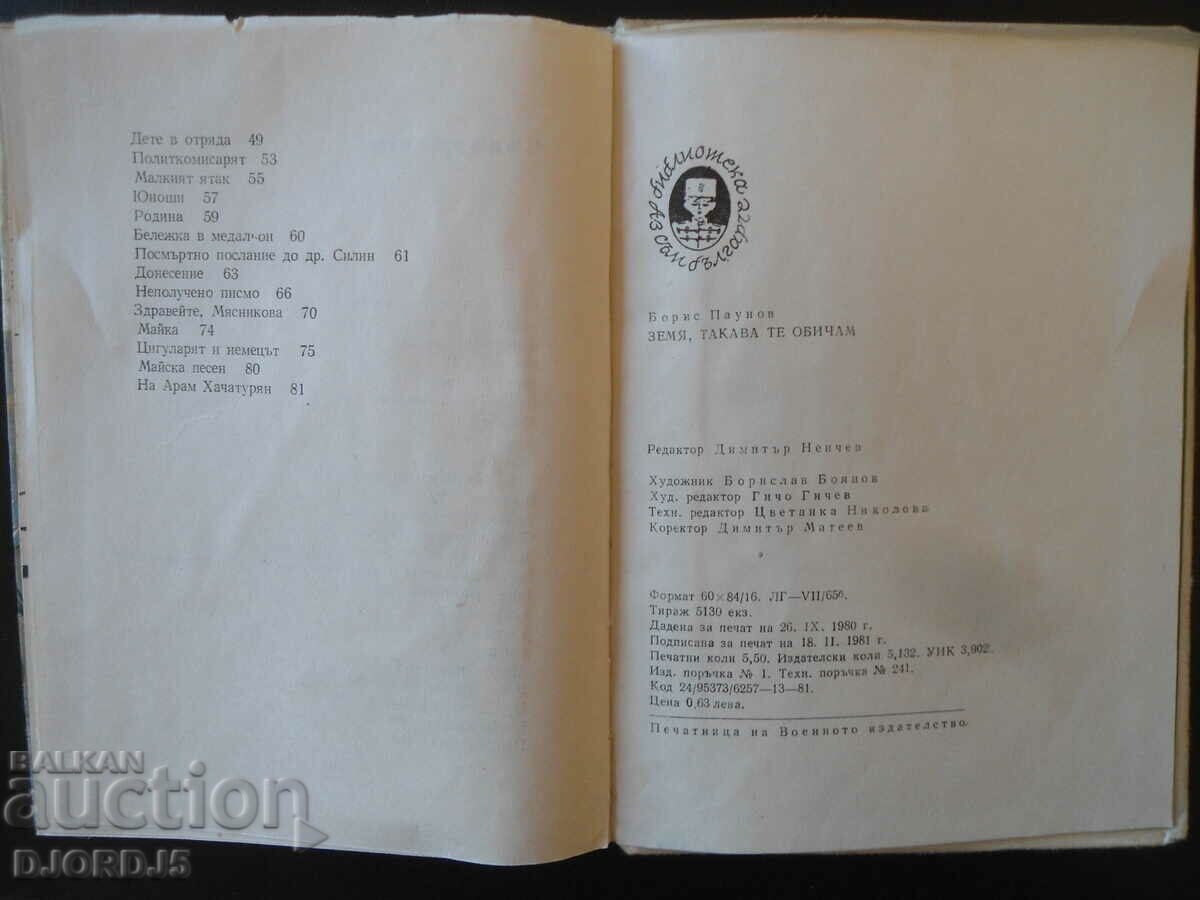 Дете в отряда 49
Политкомисарят 53
Малкият ятак 55
Юноши 57
Родина 59
Бележка в медальон 60
Посмъртно послание до др. Силин 61
Донесение 63
Неполучено писмо 66
Здравейте, Мясникова 70
Майка 74
Цигуларят и немецът 75
Майска песен 80
На Арам Хачатурян 81
библиотека
Борис Паунов
ЗЕМЯ, ТАКАВА ТЕ ОБИЧАМ
Редактор Димитър Ненчев
Художник Борислав Боянов
Худ. редактор Гичо Гичев
Техн. редактор Цветанка Николова
Коректор Димитър Матеев
Формат 60×84/16. ЛГ—VII/656.
Тираж 5130 екз.
Дадена за печат на 26. IX. 1980 г.
Подписана за печат на 18. II. 1981 г.
Печатни коли 5,50. Издателски коли 5,132. УИК 3,902.
Изд. поръчка № 1. Техн. поръчка № 241.
Код 24/95373/6257—13—81.
Цена 0,63 лева.
Печатница на Военното издателство.
BALKAN
auction
DJORDJ5